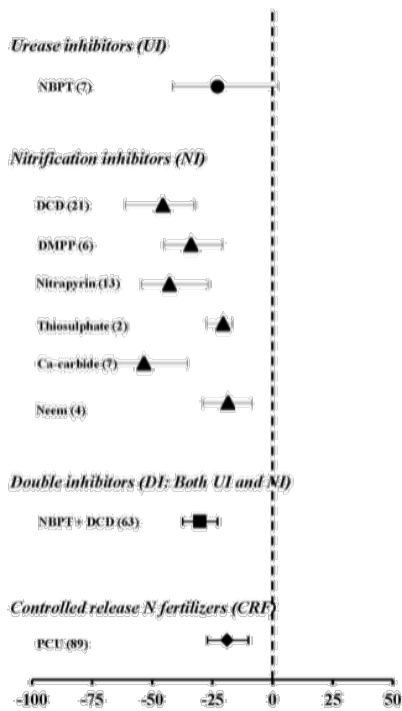 Urease inhibitors (UI)
NBPT (7)
Nitrification inhibitors (NI)
DCD (21)
DMPP (6)
Nitrapyrin (13)
Thiosulphate (2)
Ca-carbide (7)
Neem (4)
Double inhibitors (DI: Both UI and NI)
NBPT + DCD (63)
Controlled release N fertilizers (CRF)
PCU (89)
-100 -75 -50 -25 0 25 50